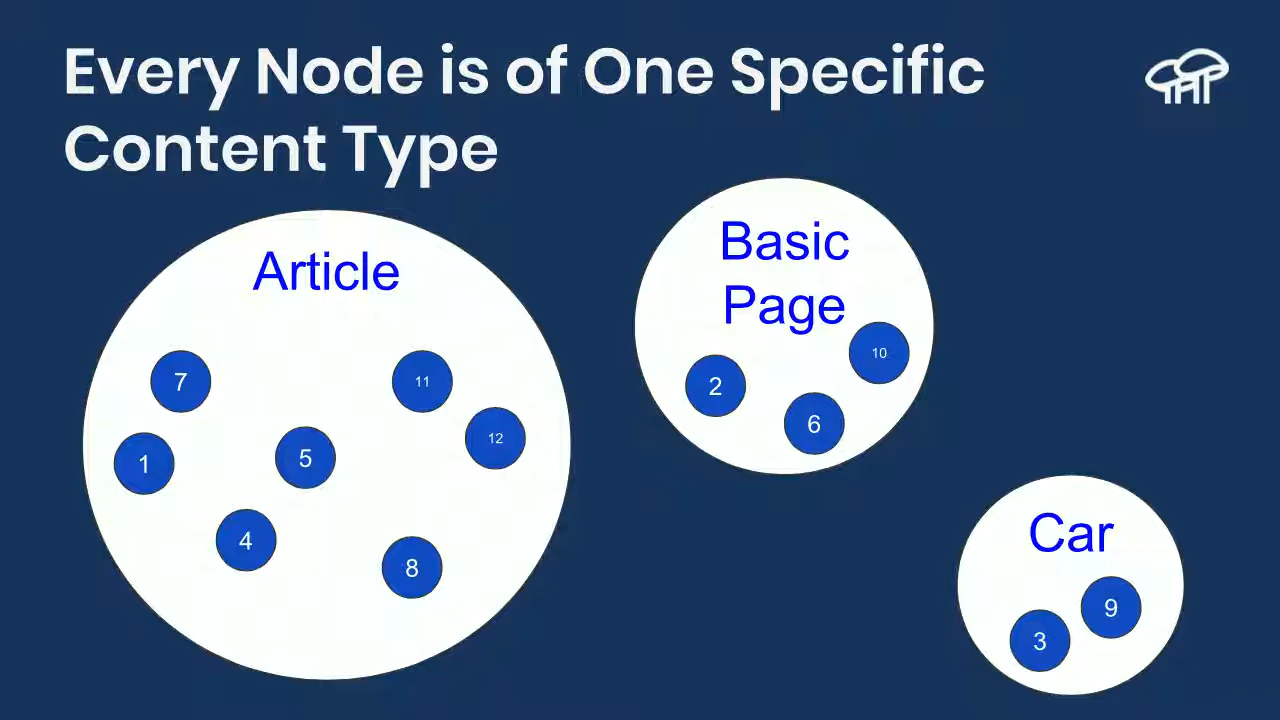 Every Node is of One Specific
Content Type
Article
7
11
12
1
5
4
8
Basic
Page
10
2
6
Car
9
3